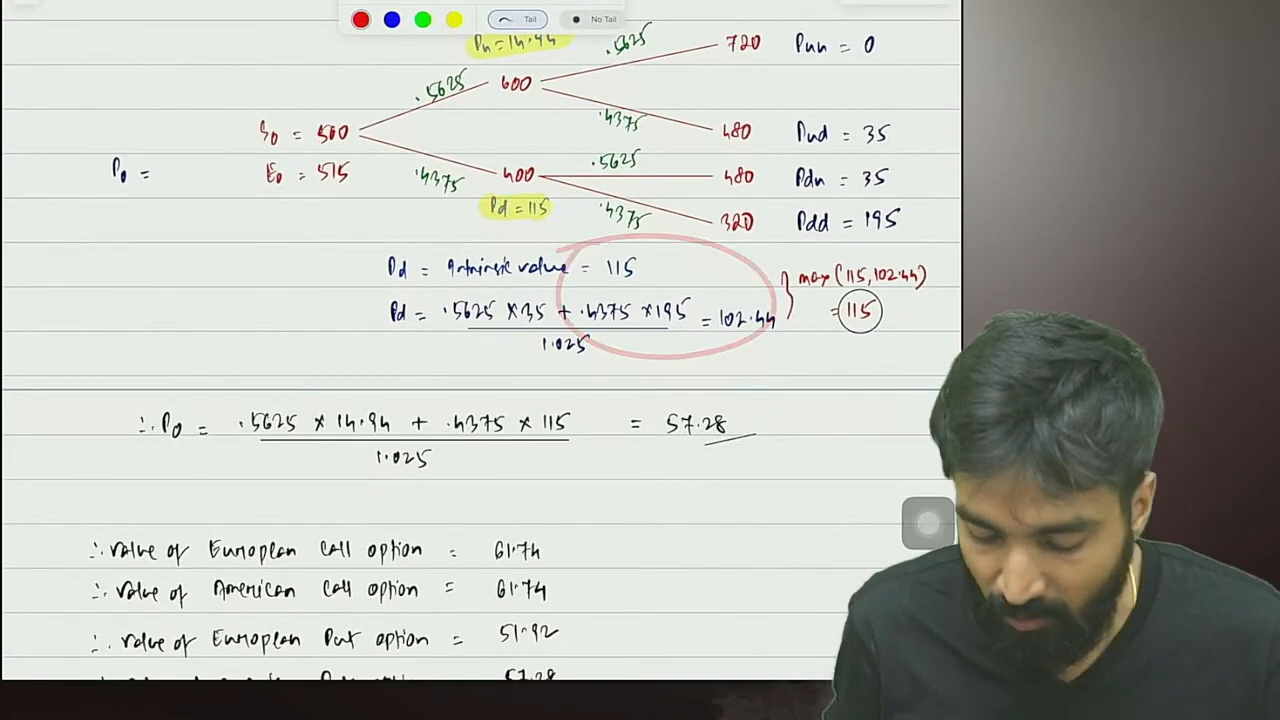 Tail
No Tail
Pu = 14.94
.5625
720
Puu = 0
.5625
600
.4375
S0 = 500
480
Pud = 35
P0 =
E0 = 515
.4375
400
.5625
480
Pdu = 35
Pd = 115
.4375
320
Pdd = 195
Pd = Intrinsic value = 115
Pd = .5625 × 35 + .4375 × 195 = 102.44
1.025
} max (115, 102.44)
= 115
∴ P0 = .5625 × 14.94 + .4375 × 115 = 57.28
1.025
∴ value of European call option = 61.74
∴ value of American call option = 61.74
∴ value of European Put option = 51.92
57.28